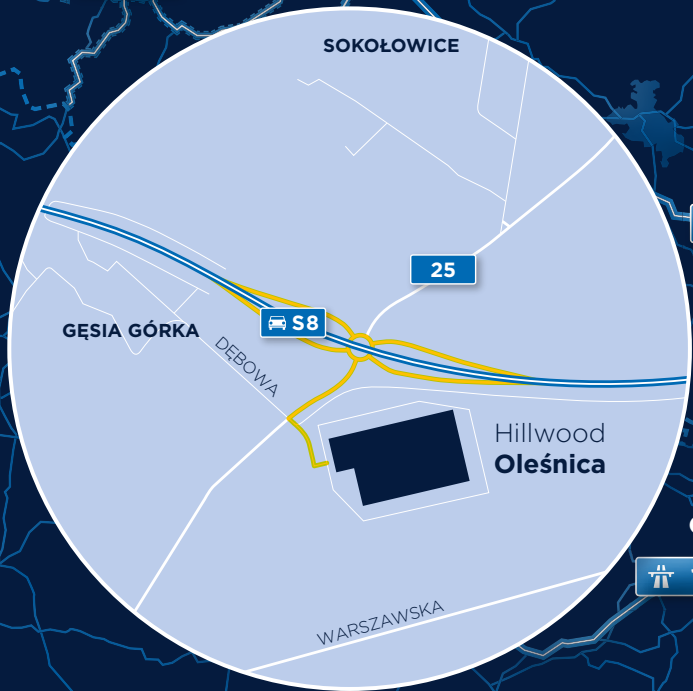 SOKOŁOWICE
25
S8
GĘSIA GÓRKA
DĘBOWA
Hillwood
Oleśnica
WARSZAWSKA